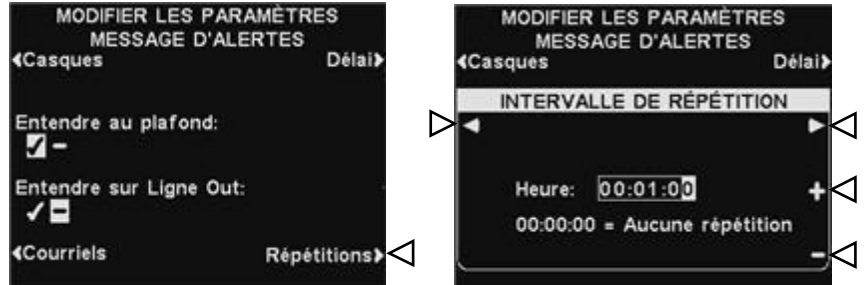 MODIFIER LES PARAMÈTRES
MESSAGE D'ALERTES
Casques Délai
Entendre au plafond:
Entendre sur Ligne Out:
Courriels Répétitions
MODIFIER LES PARAMÈTRES
MESSAGE D'ALERTES
Casques Délai
INTERVALLE DE RÉPÉTITION
Heure: 00:01:00 +
00:00:00 = Aucune répétition
-